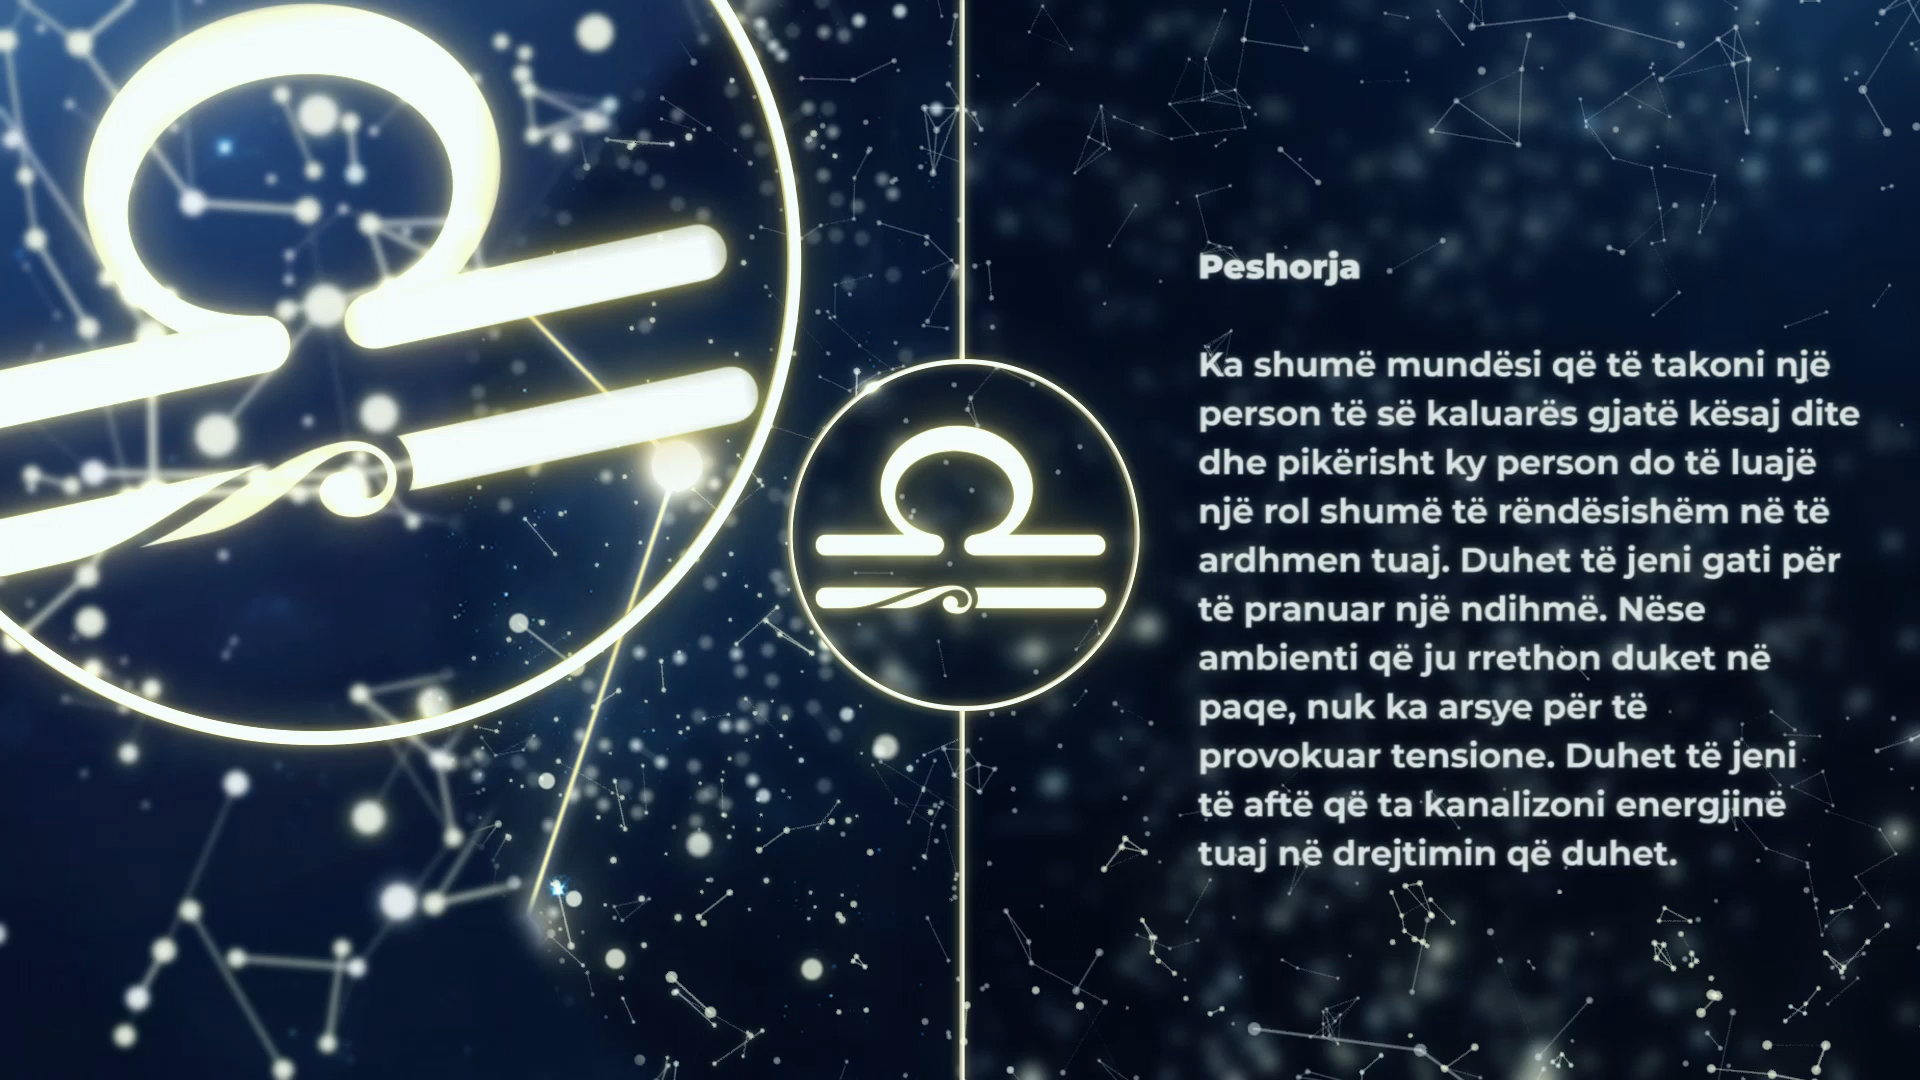 Peshorja
Ka shumë mundësi që të takoni një
person të së kaluarës gjatë kësaj dite
dhe pikërisht ky person do të luajë
një rol shumë të rëndësishëm në të
ardhmen tuaj. Duhet të jeni gati për
të pranuar një ndihmë. Nëse
ambienti që ju rrethon duket në
paqe, nuk ka arsye për të
provokuar tensione. Duhet të jeni
të aftë që ta kanalizoni energjinë
tuaj në drejtimin që duhet.